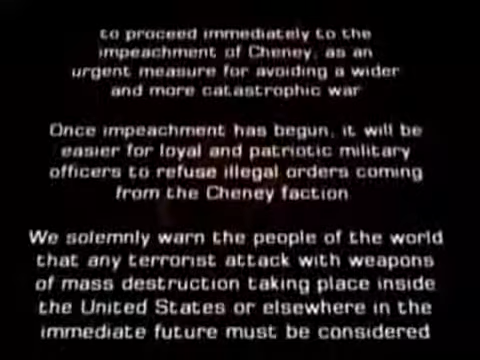 to proceed immediately to the
impeachment of Cheney, as an
urgent measure for avoiding a wider
and more catastrophic war
Once impeachment has begun, it will be
easier for loyal and patriotic military
officers to refuse illegal orders coming
from the Cheney faction
We solemnly warn the people of the world
that any terrorist attack with weapons
of mass destruction taking place inside
the United States or elsewhere in the
immediate future must be considered